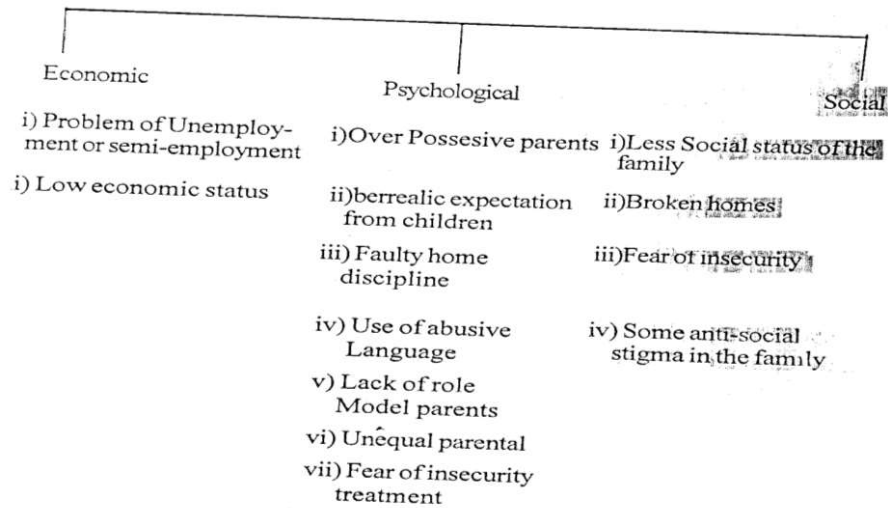 Economic
Psychological
Social
i) Problem of Unemploy-
ment or semi-employment
i) Low economic status
i)Over Possesive parents
ii)berrealic expectation
from children
iii) Faulty home
discipline
iv) Use of abusive
Language
v) Lack of role
Model parents
vi) Unequal parental
vii) Fear of insecurity
treatment
i)Less Social status of the
family
ii)Broken homes
iii)Fear of insecurity
iv) Some anti-social
stigma in the family